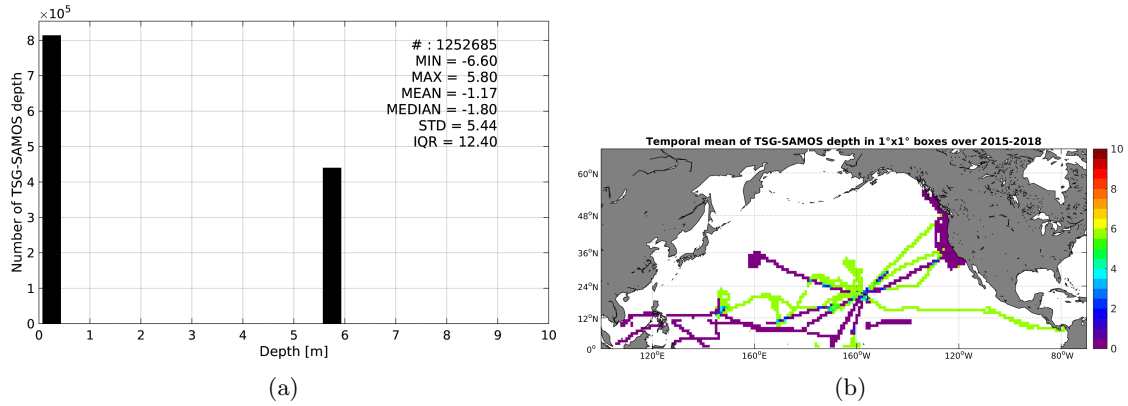 ×10⁵
8
7
6
5
4
3
2
1
0
Number of TSG-SAMOS depth
# : 1252685
MIN = -6.60
MAX = 5.80
MEAN = -1.17
MEDIAN = -1.80
STD = 5.44
IQR = 12.40
0 1 2 3 4 5 6 7 8 9 10
Depth [m]
(a)
Temporal mean of TSG-SAMOS depth in 1°x1° boxes over 2015-2018
60°N
48°N
36°N
24°N
12°N
0°
120°E 160°E 160°W 120°W 80°W
10
8
6
4
2
0
(b)